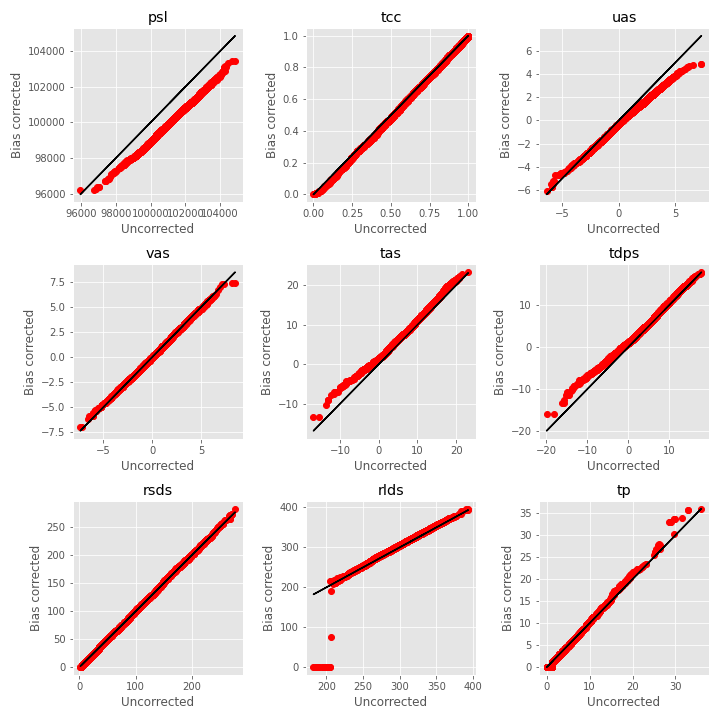 psl
tcc
uas
Bias corrected
104000
102000
100000
98000
96000
96000 98000 100000 102000 104000
Uncorrected
Bias corrected
1.0
0.8
0.6
0.4
0.2
0.0
0.00 0.25 0.50 0.75 1.00
Uncorrected
Bias corrected
6
4
2
0
−2
−4
−6
−5 0 5
Uncorrected
vas
tas
tdps
Bias corrected
7.5
5.0
2.5
0.0
−2.5
−5.0
−7.5
−5 0 5
Uncorrected
Bias corrected
20
10
0
−10
−10 0 10 20
Uncorrected
Bias corrected
10
0
−10
−20
−20 −10 0 10
Uncorrected
rsds
rlds
tp
Bias corrected
250
200
150
100
50
0
0 100 200
Uncorrected
Bias corrected
400
300
200
100
0
200 250 300 350 400
Uncorrected
Bias corrected
35
30
25
20
15
10
5
0
0 10 20 30
Uncorrected